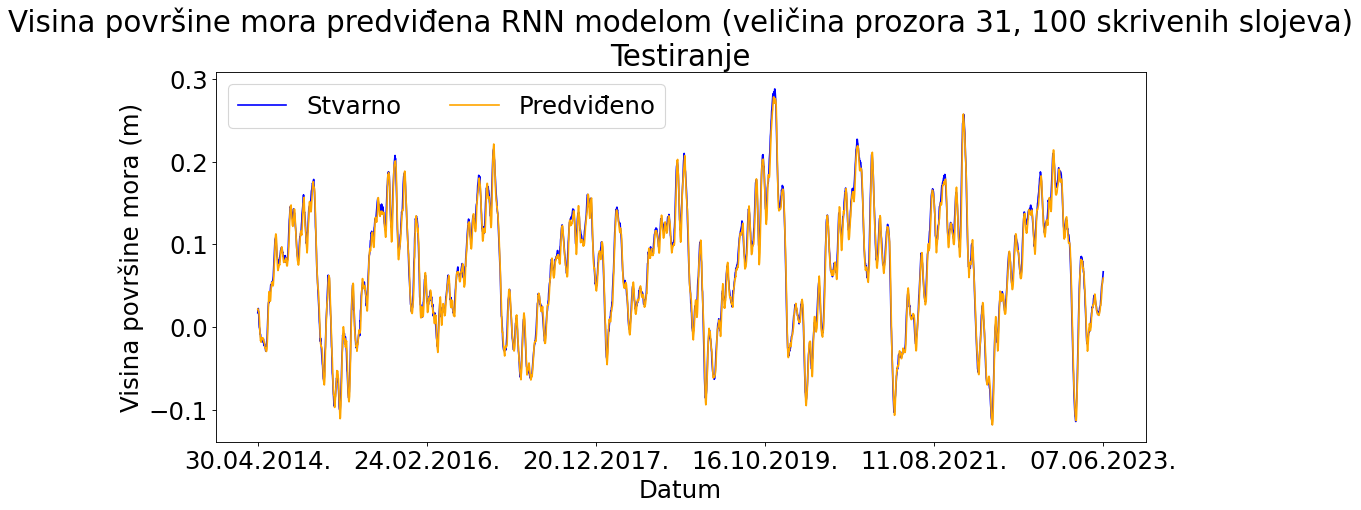 Visina površine mora predviđena RNN modelom (veličina prozora 31, 100 skrivenih slojeva)
Testiranje
Stvarno
Predviđeno
Visina površine mora (m)
0.3
0.2
0.1
0.0
−0.1
30.04.2014.
24.02.2016.
20.12.2017.
16.10.2019.
11.08.2021.
07.06.2023.
Datum